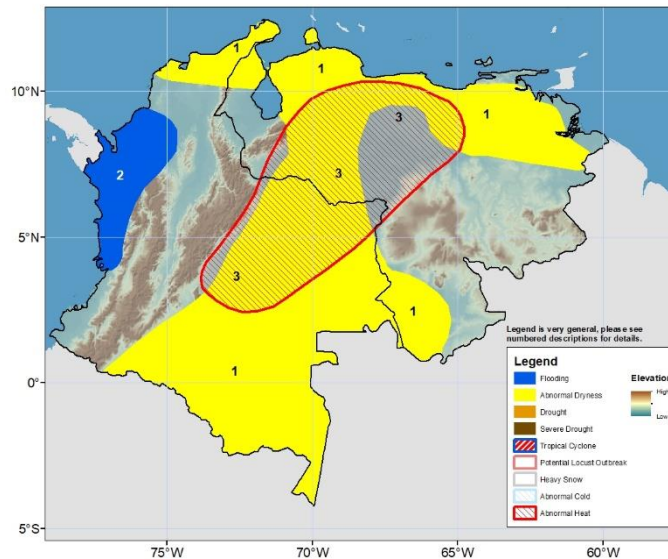 1
1
10°N
1
3
2
3
5°N
3
1
Legend is very general, please see
numbered descriptions for details.
1
Legend
Flooding
Abnormal Dryness
Drought
Severe Drought
Tropical Cyclone
Potential Locust Outbreak
Heavy Snow
Abnormal Cold
Abnormal Heat
Elevation
High
Low
0°
5°S
75°W
70°W
65°W
60°W